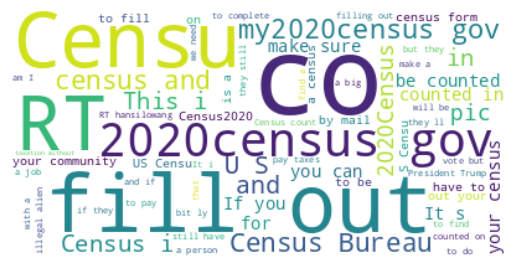 to fill
on
we need
to complete
filling out
census form
Censu
co
my2020census gov
make sure
but they
am I
census and
they still
find a
a census
2020Census
in
make a
be counted
RT
This i
is a
a big
counted in
RT hansilowang
Census2020
by mail
pic
will be
they ll
2020census
gov
s Censu
your census
Census count
taxation without
your community
US Censu
It i
U S
pay taxes
you can
vote but
President Trump
a job
and if
that
fill out
and
to be
out your
have to
with a
illegal alien
if they
to pay
bit ly
If you
for
It s
to find
counted on
Census i
still have
a person
Census Bureau
to do